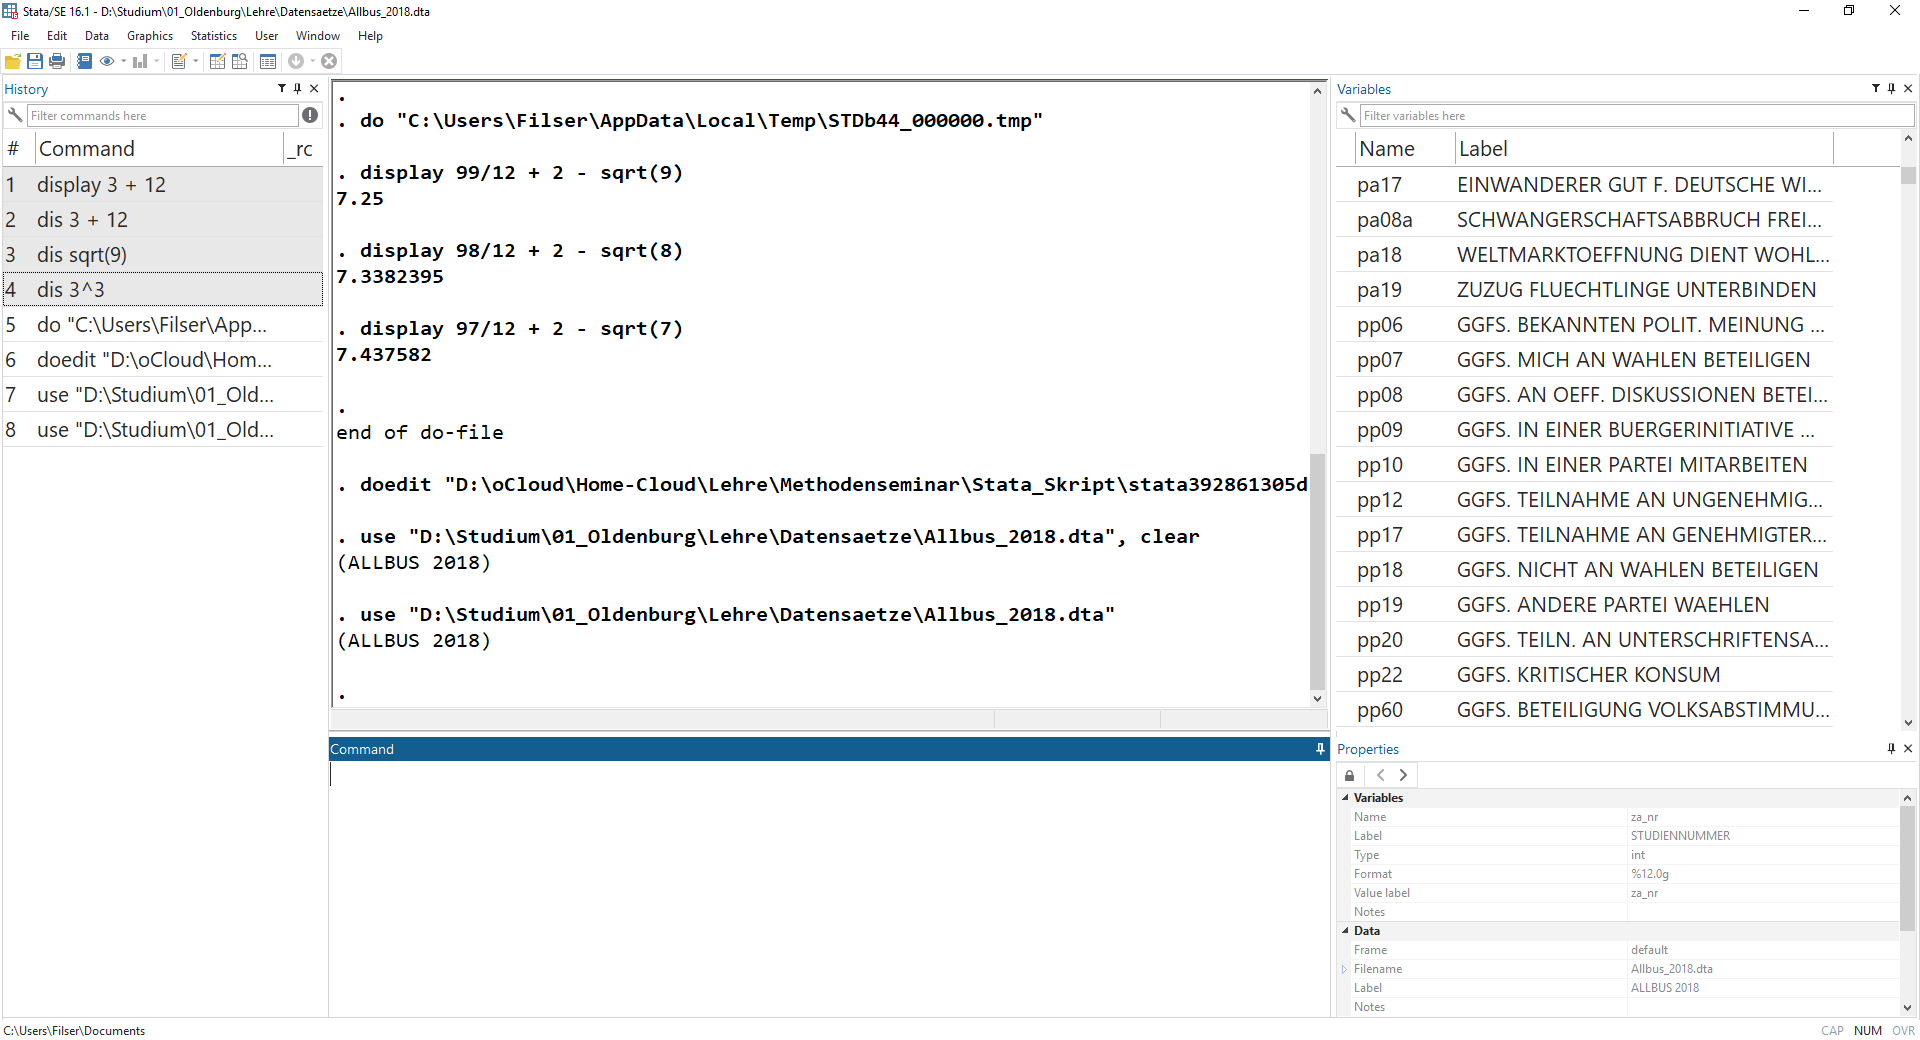 Stata/SE 16.1 - D:\Studium\01_Oldenburg\Lehre\Datensaetze\Allbus_2018.dta
File Edit Data Graphics Statistics User Window Help
History
Filter commands here
# Command _rc
1 display 3 + 12
2 dis 3 + 12
3 dis sqrt(9)
4 dis 3^3
5 do "C:\Users\Filser\App...
6 doedit "D:\oCloud\Hom...
7 use "D:\Studium\01_Old...
8 use "D:\Studium\01_Old...
.
. do "C:\Users\Filser\AppData\Local\Temp\STDb44_000000.tmp"
. display 99/12 + 2 - sqrt(9)
7.25
. display 98/12 + 2 - sqrt(8)
7.3382395
. display 97/12 + 2 - sqrt(7)
7.437582
.
end of do-file
. doedit "D:\oCloud\Home-Cloud\Lehre\Methodenseminar\Stata_Skript\stata392861305d
. use "D:\Studium\01_Oldenburg\Lehre\Datensaetze\Allbus_2018.dta", clear
(ALLBUS 2018)
. use "D:\Studium\01_Oldenburg\Lehre\Datensaetze\Allbus_2018.dta"
(ALLBUS 2018)
.
Command
Variables
Filter variables here
Name Label
pa17 EINWANDERER GUT F. DEUTSCHE WI...
pa08a SCHWANGERSCHAFTSABBRUCH FREI...
pa18 WELTMARKTOEFFNUNG DIENT WOHL...
pa19 ZUZUG FLUECHTLINGE UNTERBINDEN
pp06 GGFS. BEKANNTEN POLIT. MEINUNG ...
pp07 GGFS. MICH AN WAHLEN BETEILIGEN
pp08 GGFS. AN OEFF. DISKUSSIONEN BETEI...
pp09 GGFS. IN EINER BUERGERINITIATIVE ...
pp10 GGFS. IN EINER PARTEI MITARBEITEN
pp12 GGFS. TEILNAHME AN UNGENEHMIG...
pp17 GGFS. TEILNAHME AN GENEHMIGTER...
pp18 GGFS. NICHT AN WAHLEN BETEILIGEN
pp19 GGFS. ANDERE PARTEI WAEHLEN
pp20 GGFS. TEILN. AN UNTERSCHRIFTENSA...
pp22 GGFS. KRITISCHER KONSUM
pp60 GGFS. BETEILIGUNG VOLKSABSTIMMU...
Properties
Variables
Name za_nr
Label STUDIENNUMMER
Type int
Format %12.0g
Value label za_nr
Notes
Data
Frame default
Filename Allbus_2018.dta
Label ALLBUS 2018
Notes
C:\Users\Filser\Documents
CAP NUM OVR